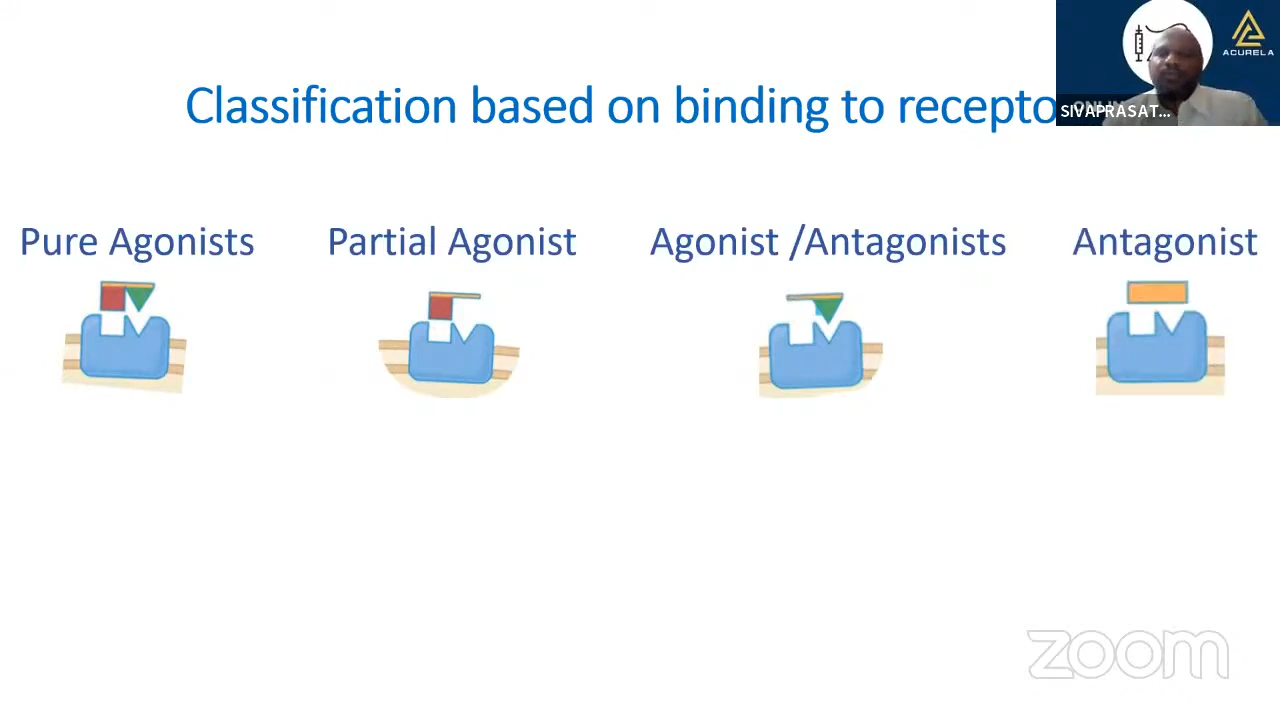 ACURELA
Classification based on binding to recepto
SIVAPRASAT...
Pure Agonists
Partial Agonist
Agonist /Antagonists
Antagonist
zoom